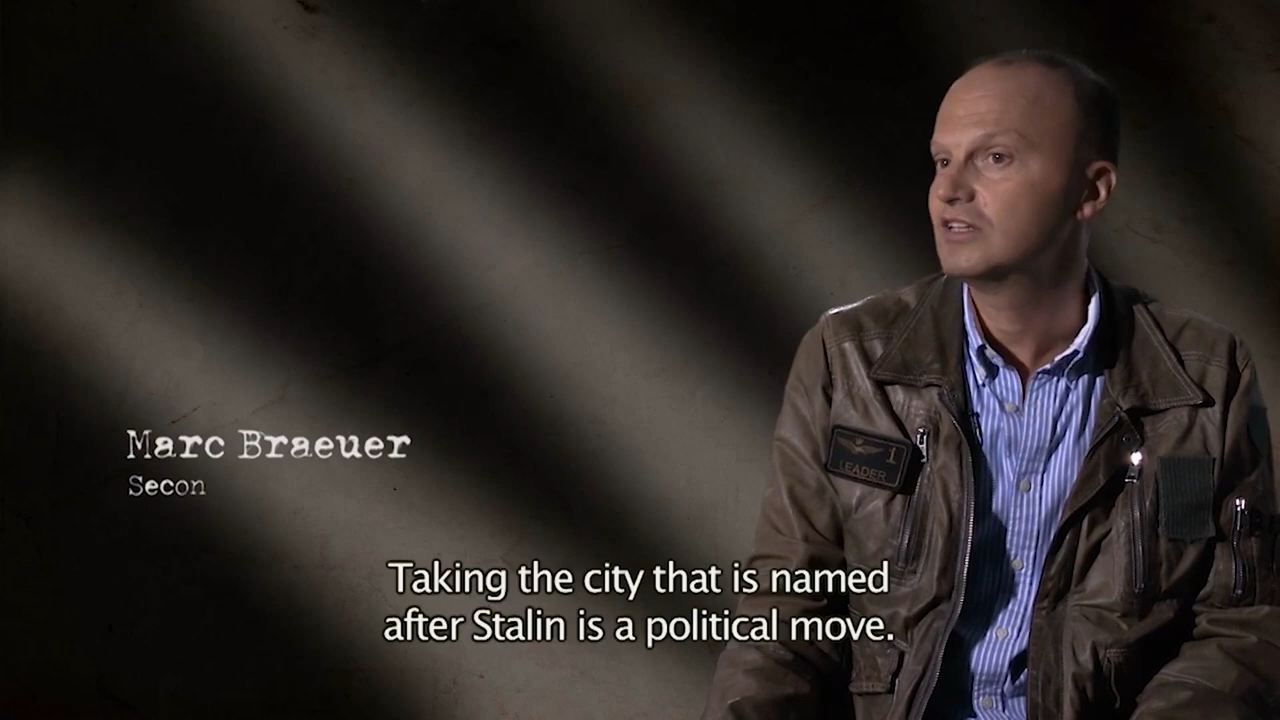 Marc Braeuer
Secon
1
LEADER
Taking the city that is named
after Stalin is a political move.